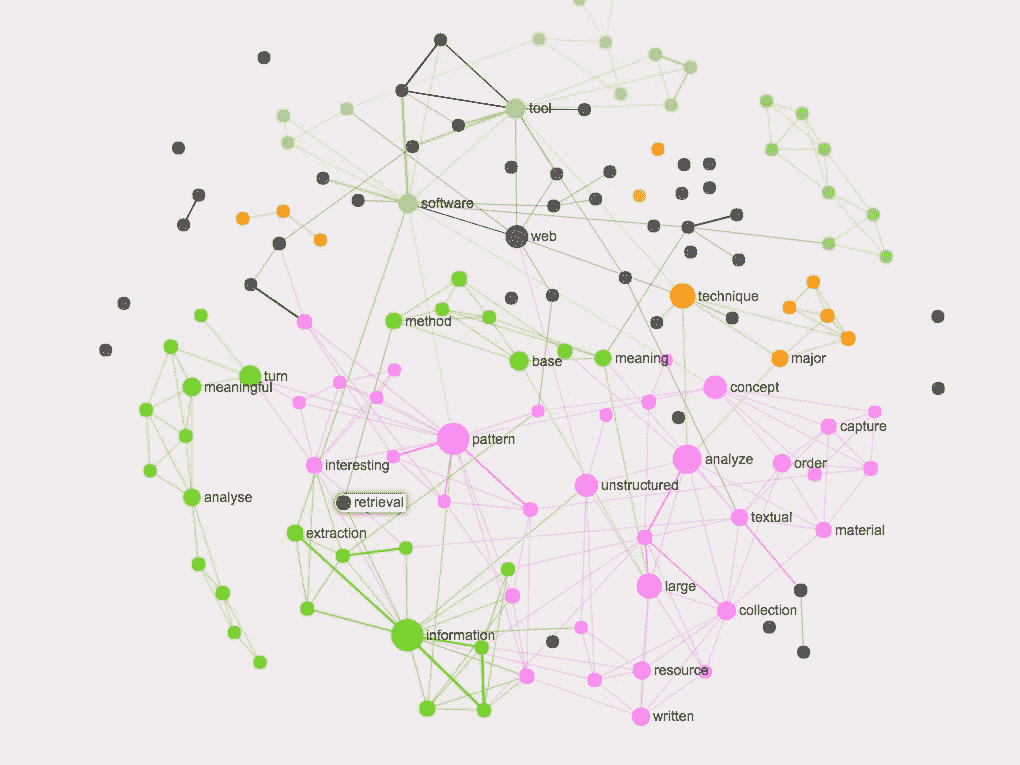 tool
software
web
technique
method
meaning
base
major
turn
meaningful
concept
capture
pattern
analyze
order
interesting
unstructured
analyse
retrieval
textual
extraction
material
large
collection
information
resource
written